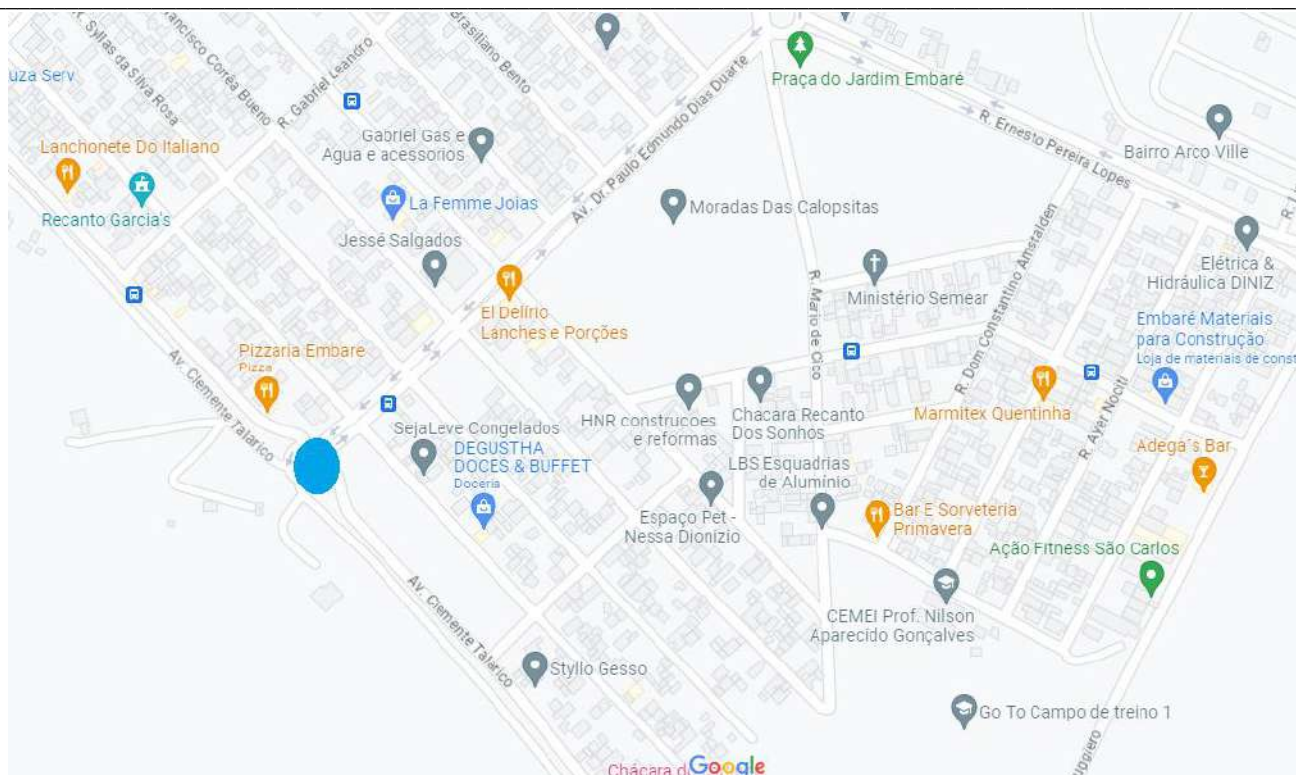 R. Syllas da Silva Rosa
Francisco Corrêa Bueno
R. Gabriel Leandro
Brasiliano Bento
uza Serv
Praça do Jardim Embaré
R. Ernesto Pereira Lopes
Bairro Arco Ville
Lanchonete Do Italiano
Gabriel Gas e
Agua e acessorios
Av. Dr. Paulo Edmundo Dias Duarte
Recanto Garcia's
La Femme Joias
Moradas Das Calopsitas
Jessé Salgados
R. Mario de Cico
Ministério Semear
R. Dom Constantino Amstalden
Elétrica &
Hidráulica DINIZ
El Delírio
Lanches e Porções
Embaré Materiais
para Construção
Loja de materiais de const
Pizzaria Embare
Pizza
Av. Clemente Talarico
SejaLeve Congelados
HNR construcoes
e reformas
Chacara Recanto
Dos Sonhos
Marmitex Quentinha
R. Ayer Nociti
Adega´s Bar
DEGUSTHA
DOCES & BUFFET
Doceria
LBS Esquadrias
de Alumínio
Espaço Pet -
Nessa Dionizio
Bar E Sorveteria
Primavera
Ação Fitness São Carlos
Av. Clemente Talarico
CEMEI Prof. Nilson
Aparecido Gonçalves
Styllo Gesso
Go To Campo de treino 1
Chácara d
Google